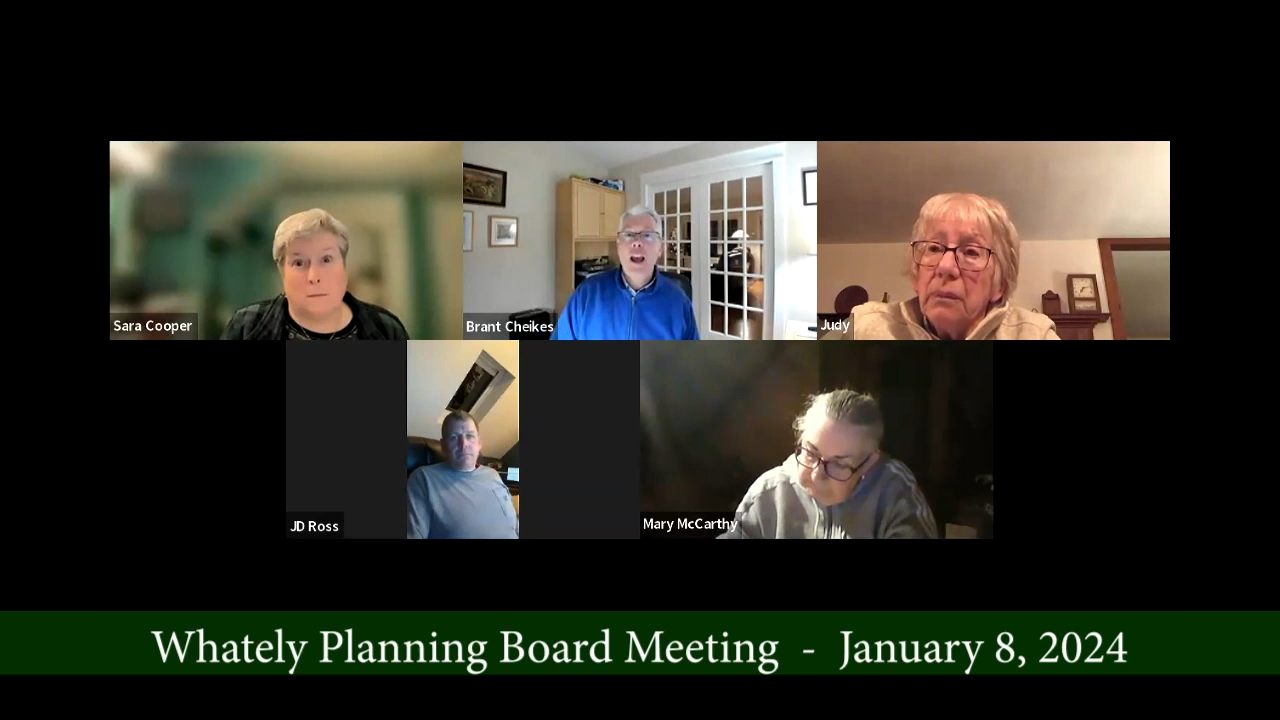 Sara Cooper
Brant Cheikes
Judy
JD Ross
Mary McCarthy
Whately Planning Board Meeting - January 8, 2024